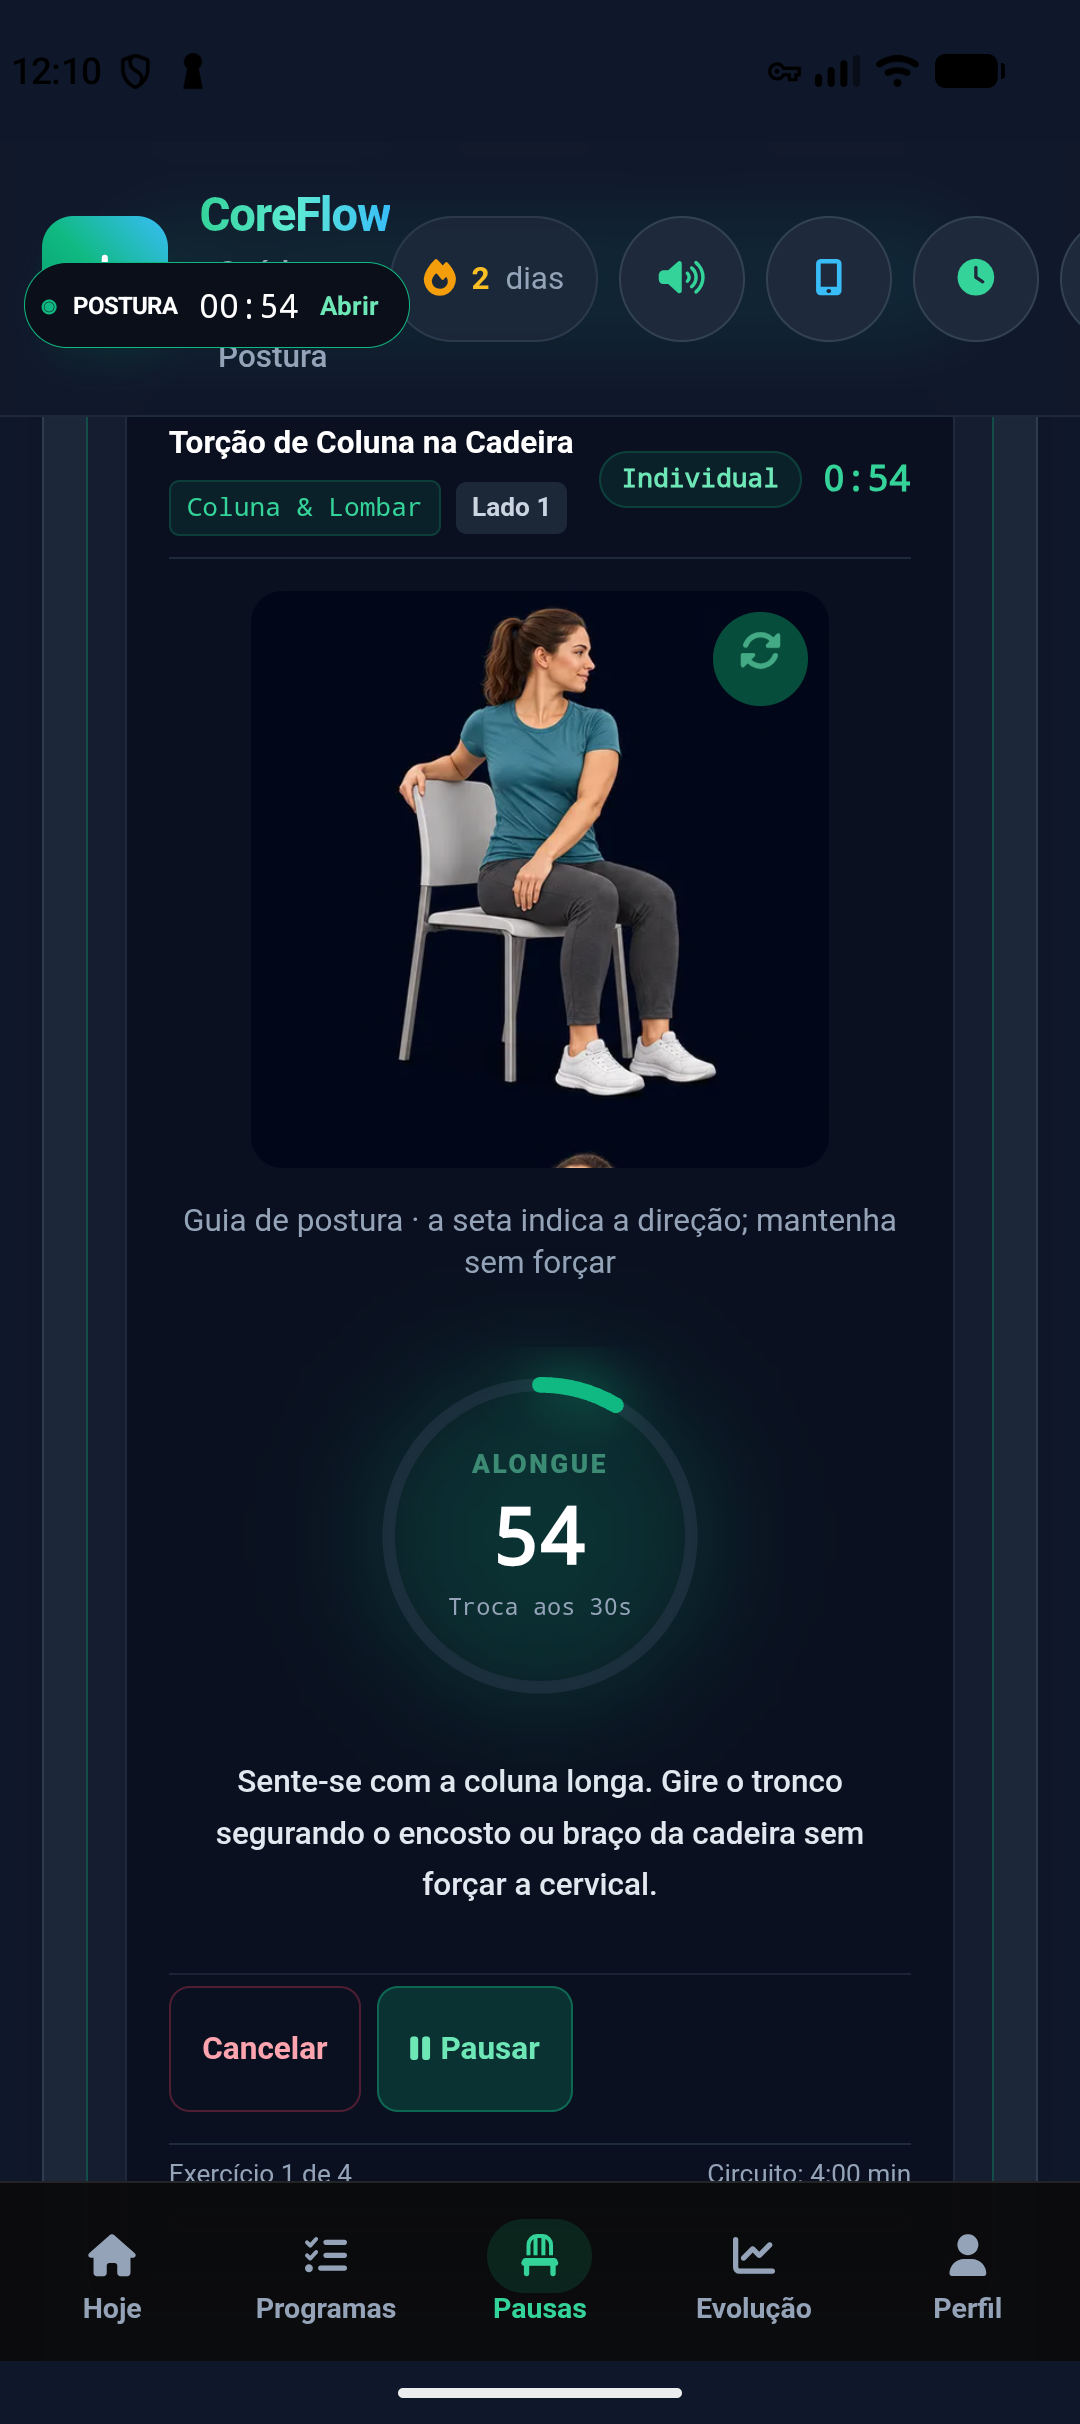 12:10
CoreFlow
POSTURA 00:54 Abrir
2 dias
Postura
Torção de Coluna na Cadeira
Individual 0:54
Coluna & Lombar Lado 1
Guia de postura · a seta indica a direção; mantenha
sem forçar
ALONGUE
54
Troca aos 30s
Sente-se com a coluna longa. Gire o tronco
segurando o encosto ou braço da cadeira sem
forçar a cervical.
Cancelar Pausar
Exercício 1 de 4 Circuito: 4:00 min
Hoje Programas Pausas Evolução Perfil